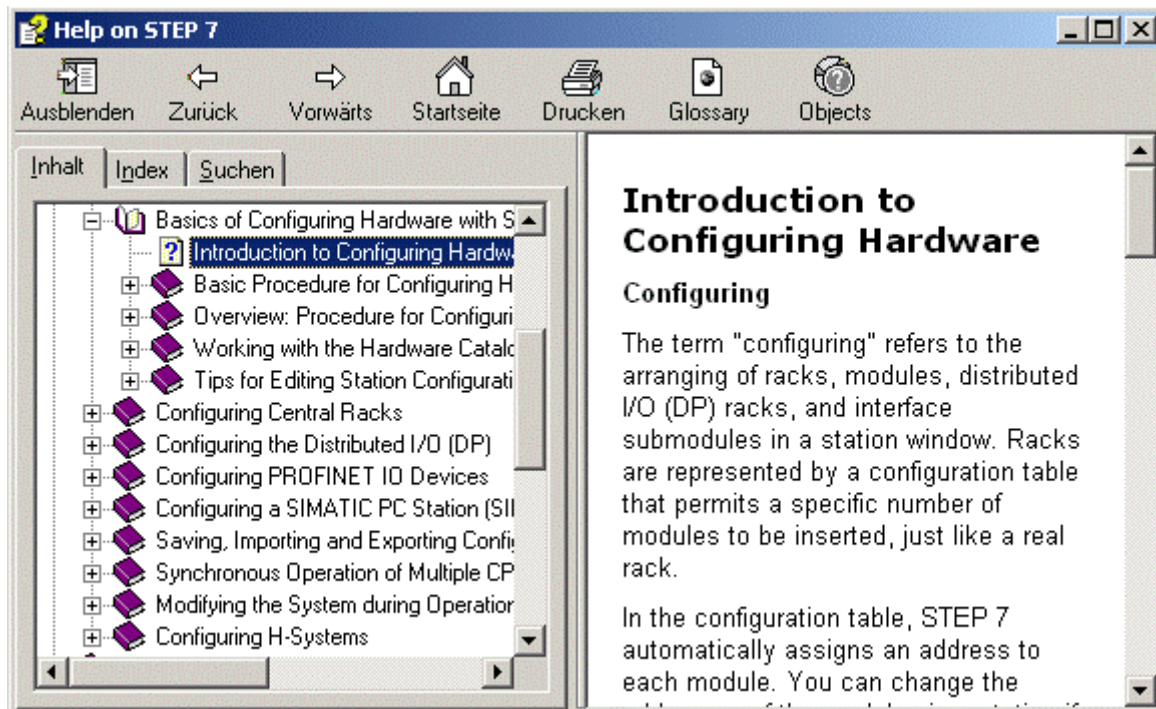 Help on STEP 7
Ausblenden Zurück Vorwärts Startseite Drucken Glossary Objects
Inhalt Index Suchen
Basics of Configuring Hardware with S
Introduction to Configuring Hardw
Basic Procedure for Configuring H
Overview: Procedure for Configuri
Working with the Hardware Catalo
Tips for Editing Station Configurati
Configuring Central Racks
Configuring the Distributed I/O (DP)
Configuring PROFINET IO Devices
Configuring a SIMATIC PC Station (SI
Saving, Importing and Exporting Confi
Synchronous Operation of Multiple CP
Modifying the System during Operation
Configuring H-Systems
Introduction to
Configuring Hardware
Configuring
The term "configuring" refers to the
arranging of racks, modules, distributed
I/O (DP) racks, and interface
submodules in a station window. Racks
are represented by a configuration table
that permits a specific number of
modules to be inserted, just like a real
rack.
In the configuration table, STEP 7
automatically assigns an address to
each module. You can change the